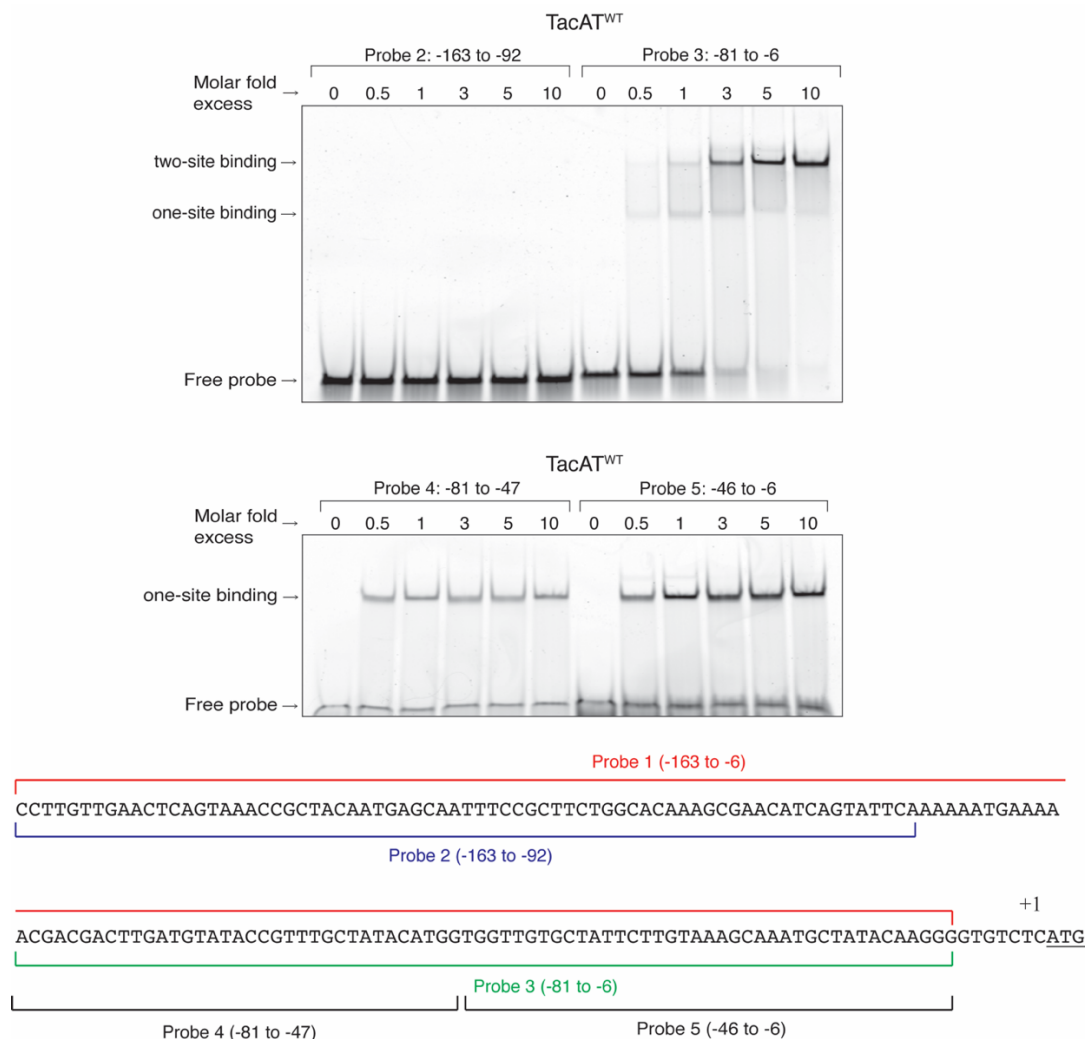 TacAT^WT
Probe 2: -163 to -92 Probe 3: -81 to -6
Molar fold excess → 0 0.5 1 3 5 10 0 0.5 1 3 5 10
two-site binding →
one-site binding →
Free probe →
TacAT^WT
Probe 4: -81 to -47 Probe 5: -46 to -6
Molar fold excess → 0 0.5 1 3 5 10 0 0.5 1 3 5 10
one-site binding →
Free probe →
Probe 1 (-163 to -6)
CCTTGTTGAACTCAGTAAACCGCTACAATGAGCAATTTCCGCTTCTGGCACAAAGCGAACATCAGTATTCAAAAAATGAAAA
Probe 2 (-163 to -92)
+1
ACGACGACTTGATGTATACCGTTTGCTATACATGGTGGTTGTGCTATTCTTGTAAAGCAAATGCTATACAAGGGGTGTCTCATG
Probe 3 (-81 to -6)
Probe 4 (-81 to -47) Probe 5 (-46 to -6)